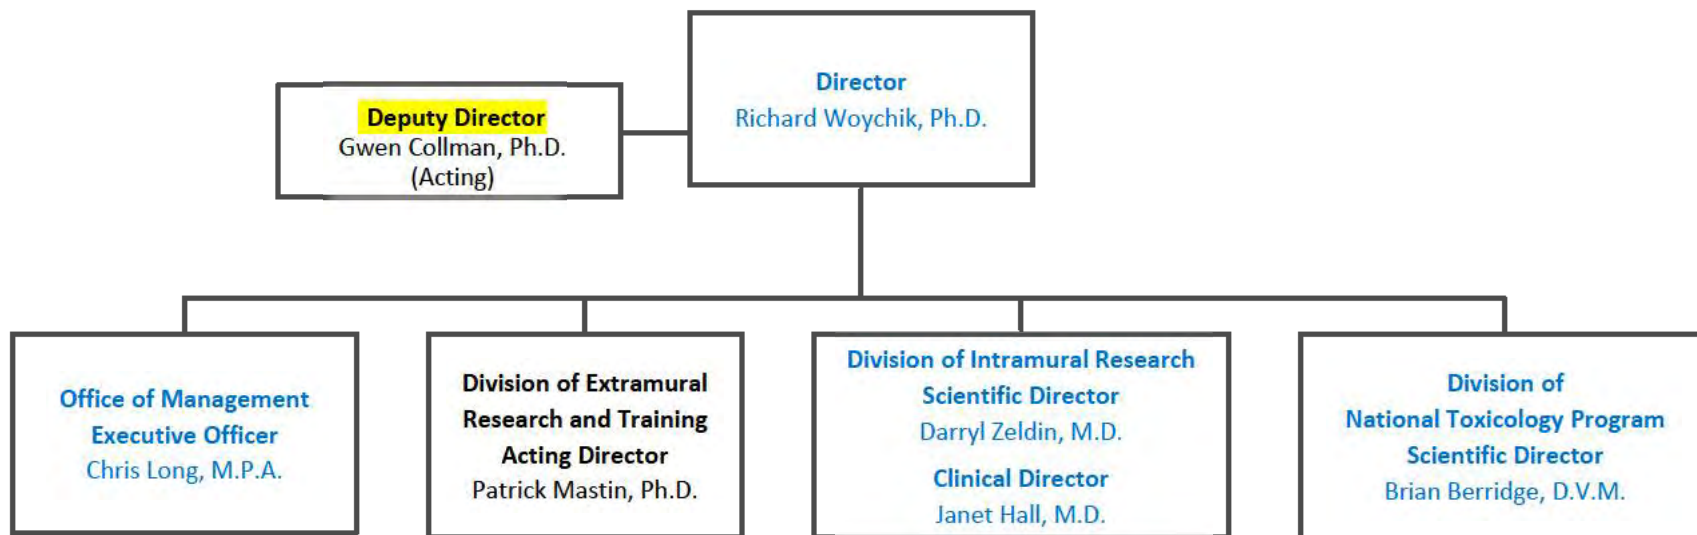 Director
Richard Woychik, Ph.D.
Deputy Director
Gwen Collman, Ph.D.
(Acting)
Office of Management
Executive Officer
Chris Long, M.P.A.
Division of Extramural
Research and Training
Acting Director
Patrick Mastin, Ph.D.
Division of Intramural Research
Scientific Director
Darryl Zeldin, M.D.
Clinical Director
Janet Hall, M.D.
Division of
National Toxicology Program
Scientific Director
Brian Berridge, D.V.M.